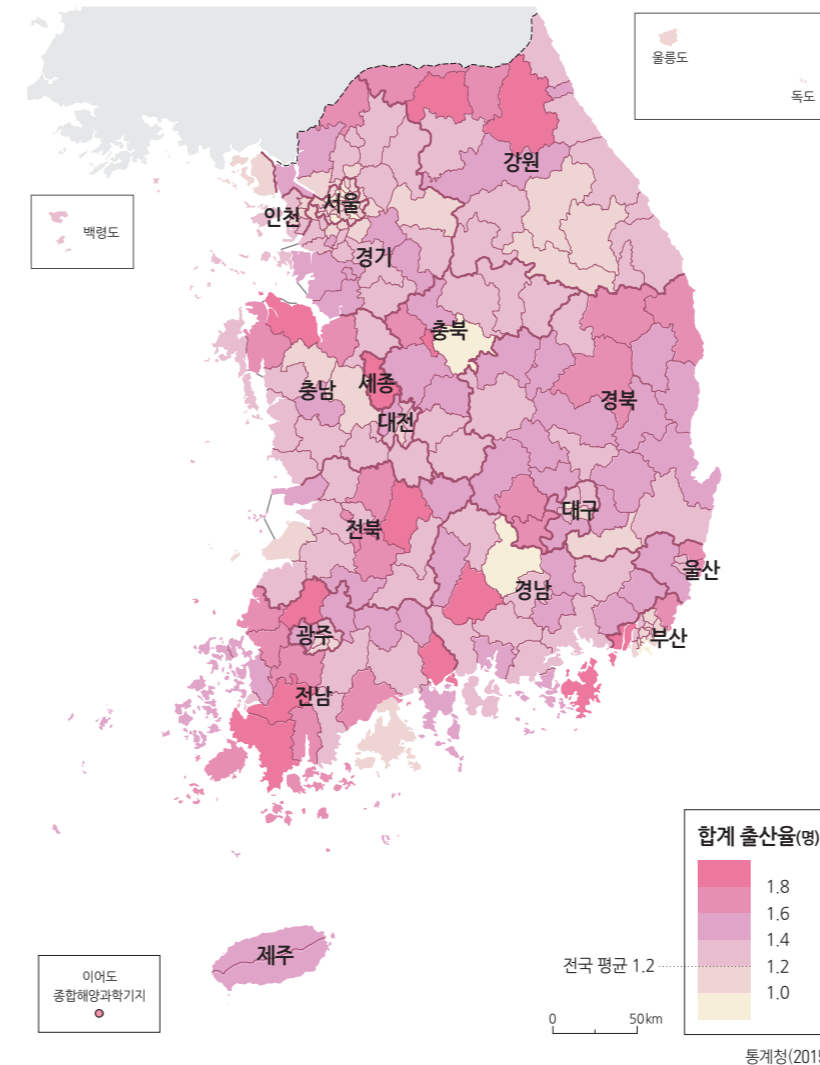 울릉도
독도
강원
서울
인천
백령도
경기
충북
충남
세종
경북
대전
대구
전북
경남
울산
광주
부산
전남
합계 출산율(명)
1.8
1.6
1.4
전국 평균 1.2
1.2
1.0
제주
이어도
종합해양과학기지
0 50km
통계청(2015